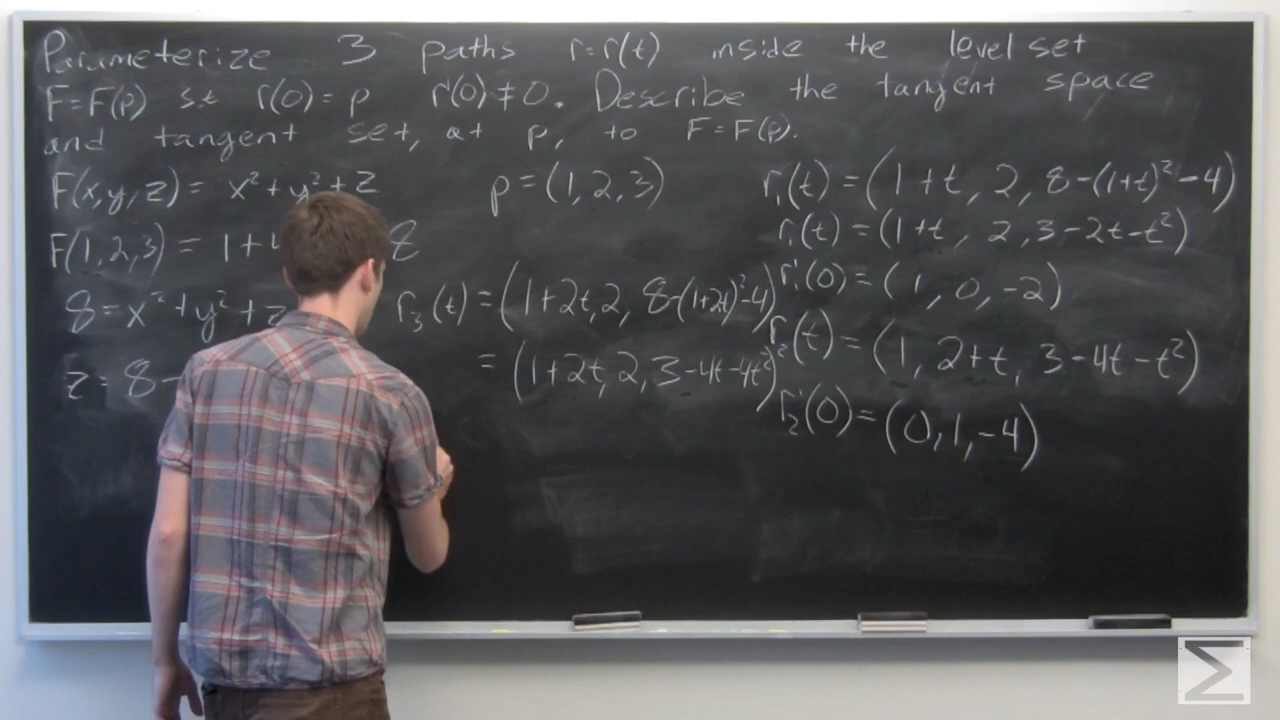 Parameterize 3 paths r=r(t) inside the level set
F=F(p) st r(0)=p r'(0)≠0. Describe the tangent space
and tangent set, at p, to F=F(p).
F(x,y,z) = x²+y²+z
p=(1,2,3)
F(1,2,3) = 1+ 8
8=x²+y²+z
z=8-
r₃(t) = (1+2t, 2, 8-(1+2t)²-4)
= (1+2t, 2, 3-4t-4t²)
r₁(t) = (1+t, 2, 8-(1+t)²-4)
r₁(t) = (1+t, 2, 3-2t-t²)
r₁'(0) = (1, 0, -2)
r₂(t) = (1, 2+t, 3-4t-t²)
r₂'(0) = (0,1,-4)
Σ